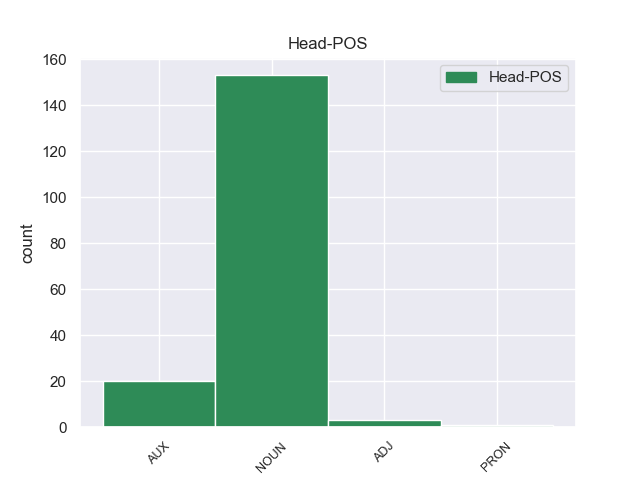 Head-POS
Head-POS
160
140
120
100
80
60
40
20
0
count
AUX
NOUN
ADJ
PRON